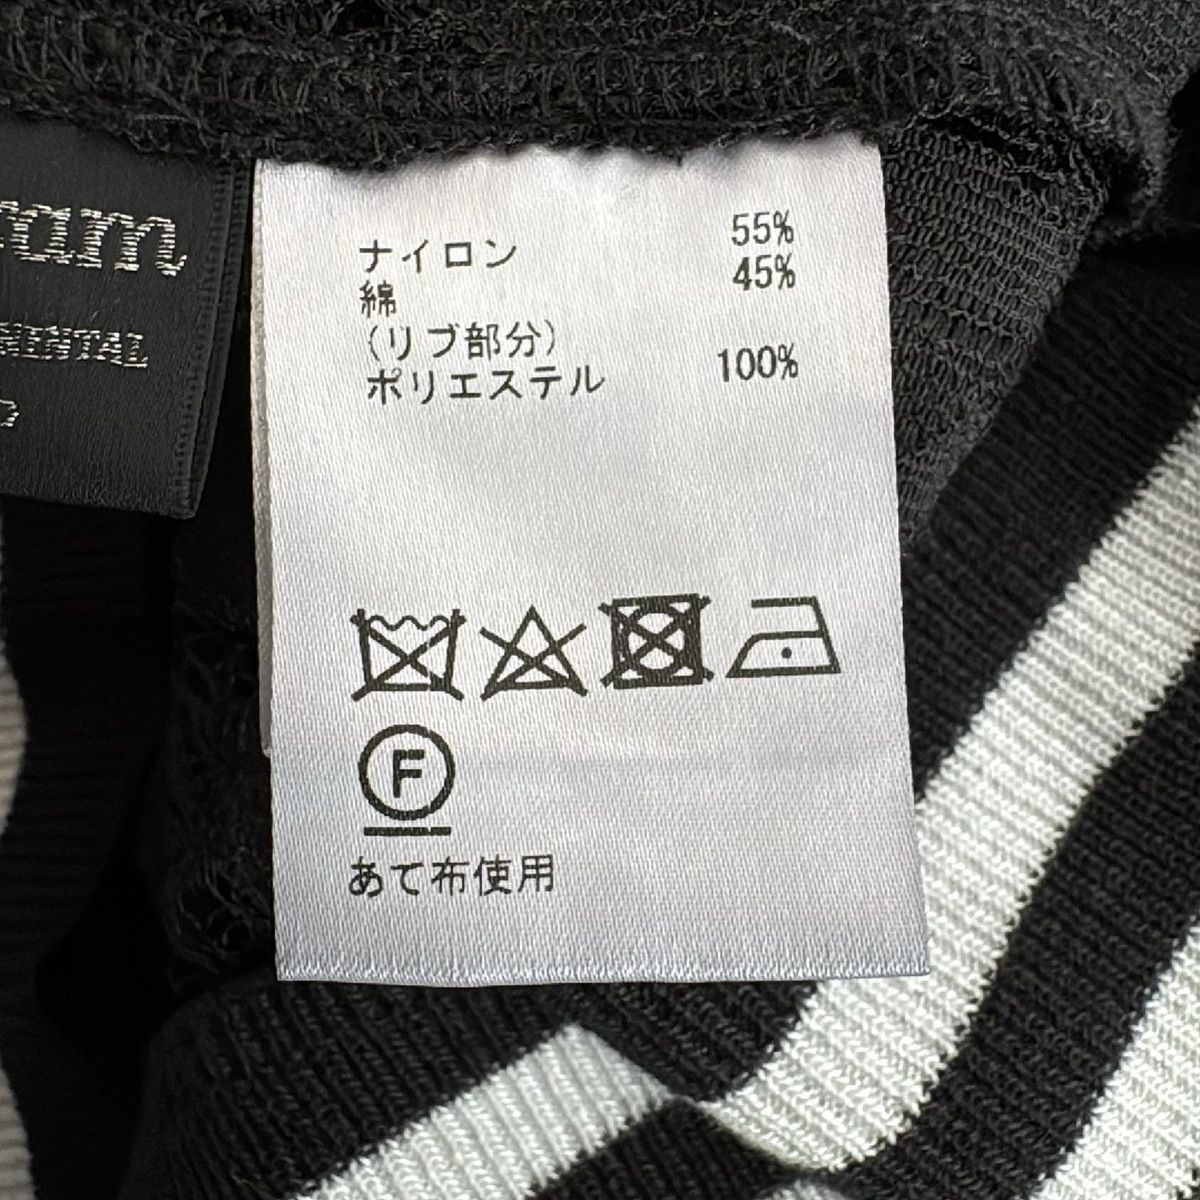 ナイロン 55%
綿 45%
(リブ部分)
ポリエステル 100%
F
あて布使用